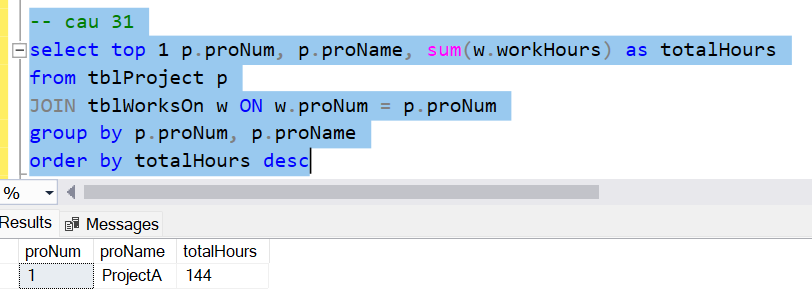 -- cau 31
select top 1 p.proNum, p.proName, sum(w.workHours) as totalHours
from tblProject p
JOIN tblWorksOn w ON w.proNum = p.proNum
group by p.proNum, p.proName
order by totalHours desc
%
Results Messages
proNum proName totalHours
1 ProjectA 144